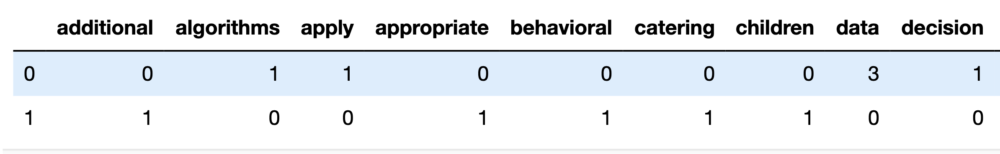 additional algorithms apply appropriate behavioral catering children data decision
0 0 1 1 0 0 0 0 3 1
1 1 0 0 1 1 1 1 0 0